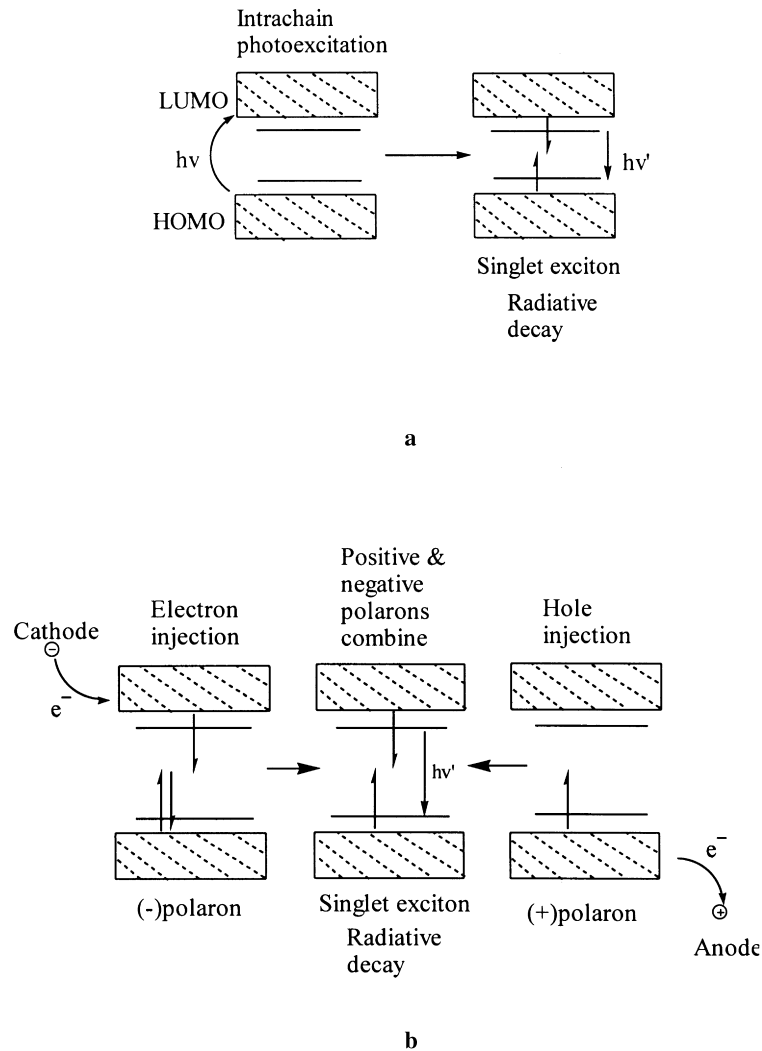 Intrachain
photoexcitation
LUMO
hν
hν'
HOMO
Singlet exciton
Radiative
decay
a
Positive &
negative
polarons
combine
Electron
injection
Hole
injection
Cathode
⊖
e⁻
hν'
e⁻
(-)polaron
Singlet exciton
(+)polaron
⊕
Radiative
decay
Anode
b